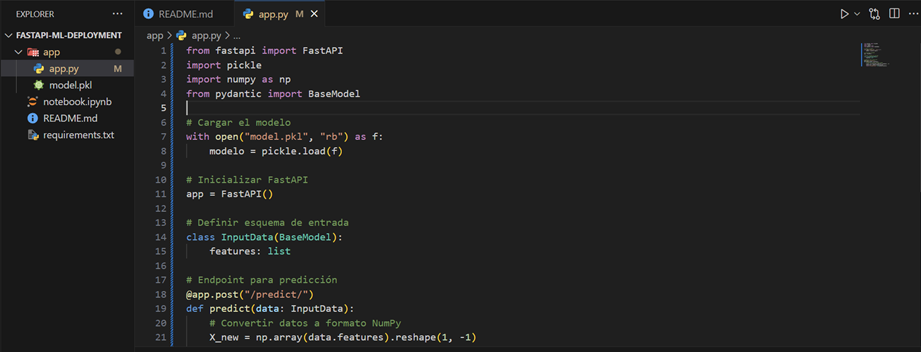 EXPLORER ...
README.md
app.py M ×
FASTAPI-ML-DEPLOYMENT
app
app.py M
model.pkl
notebook.ipynb
README.md
requirements.txt
app > app.py > ...
1 from fastapi import FastAPI
2 import pickle
3 import numpy as np
4 from pydantic import BaseModel
5
6 # Cargar el modelo
7 with open("model.pkl", "rb") as f:
8     modelo = pickle.load(f)
9
10 # Inicializar FastAPI
11 app = FastAPI()
12
13 # Definir esquema de entrada
14 class InputData(BaseModel):
15     features: list
16
17 # Endpoint para predicción
18 @app.post("/predict/")
19 def predict(data: InputData):
20     # Convertir datos a formato NumPy
21     X_new = np.array(data.features).reshape(1, -1)